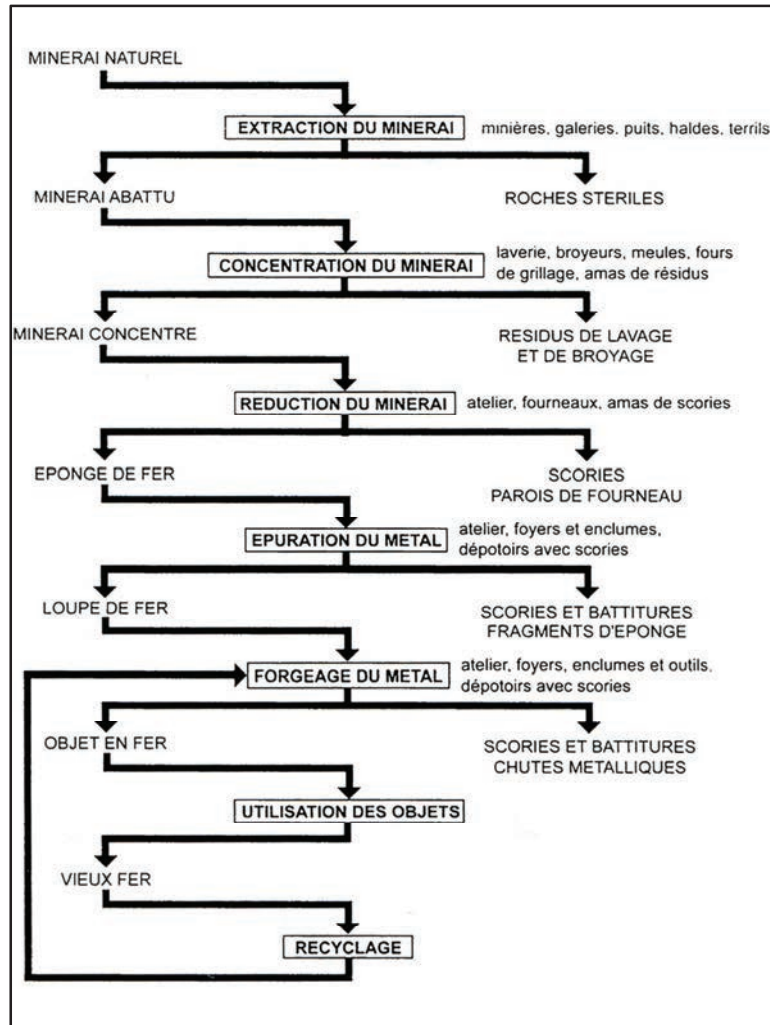 MINERAI NATUREL
EXTRACTION DU MINERAI
minières, galeries. puits, haldes, terrils
MINERAI ABATTU
ROCHES STERILES
CONCENTRATION DU MINERAI
laverie, broyeurs, meules, fours
de grillage, amas de résidus
MINERAI CONCENTRE
RESIDUS DE LAVAGE
ET DE BROYAGE
REDUCTION DU MINERAI
atelier, fourneaux, amas de scories
EPONGE DE FER
SCORIES
PAROIS DE FOURNEAU
EPURATION DU METAL
atelier, foyers et enclumes,
dépotoirs avec scories
LOUPE DE FER
SCORIES ET BATTITURES
FRAGMENTS D'EPONGE
FORGEAGE DU METAL
atelier, foyers, enclumes et outils,
dépotoirs avec scories
OBJET EN FER
SCORIES ET BATTITURES
CHUTES METALLIQUES
UTILISATION DES OBJETS
VIEUX FER
RECYCLAGE